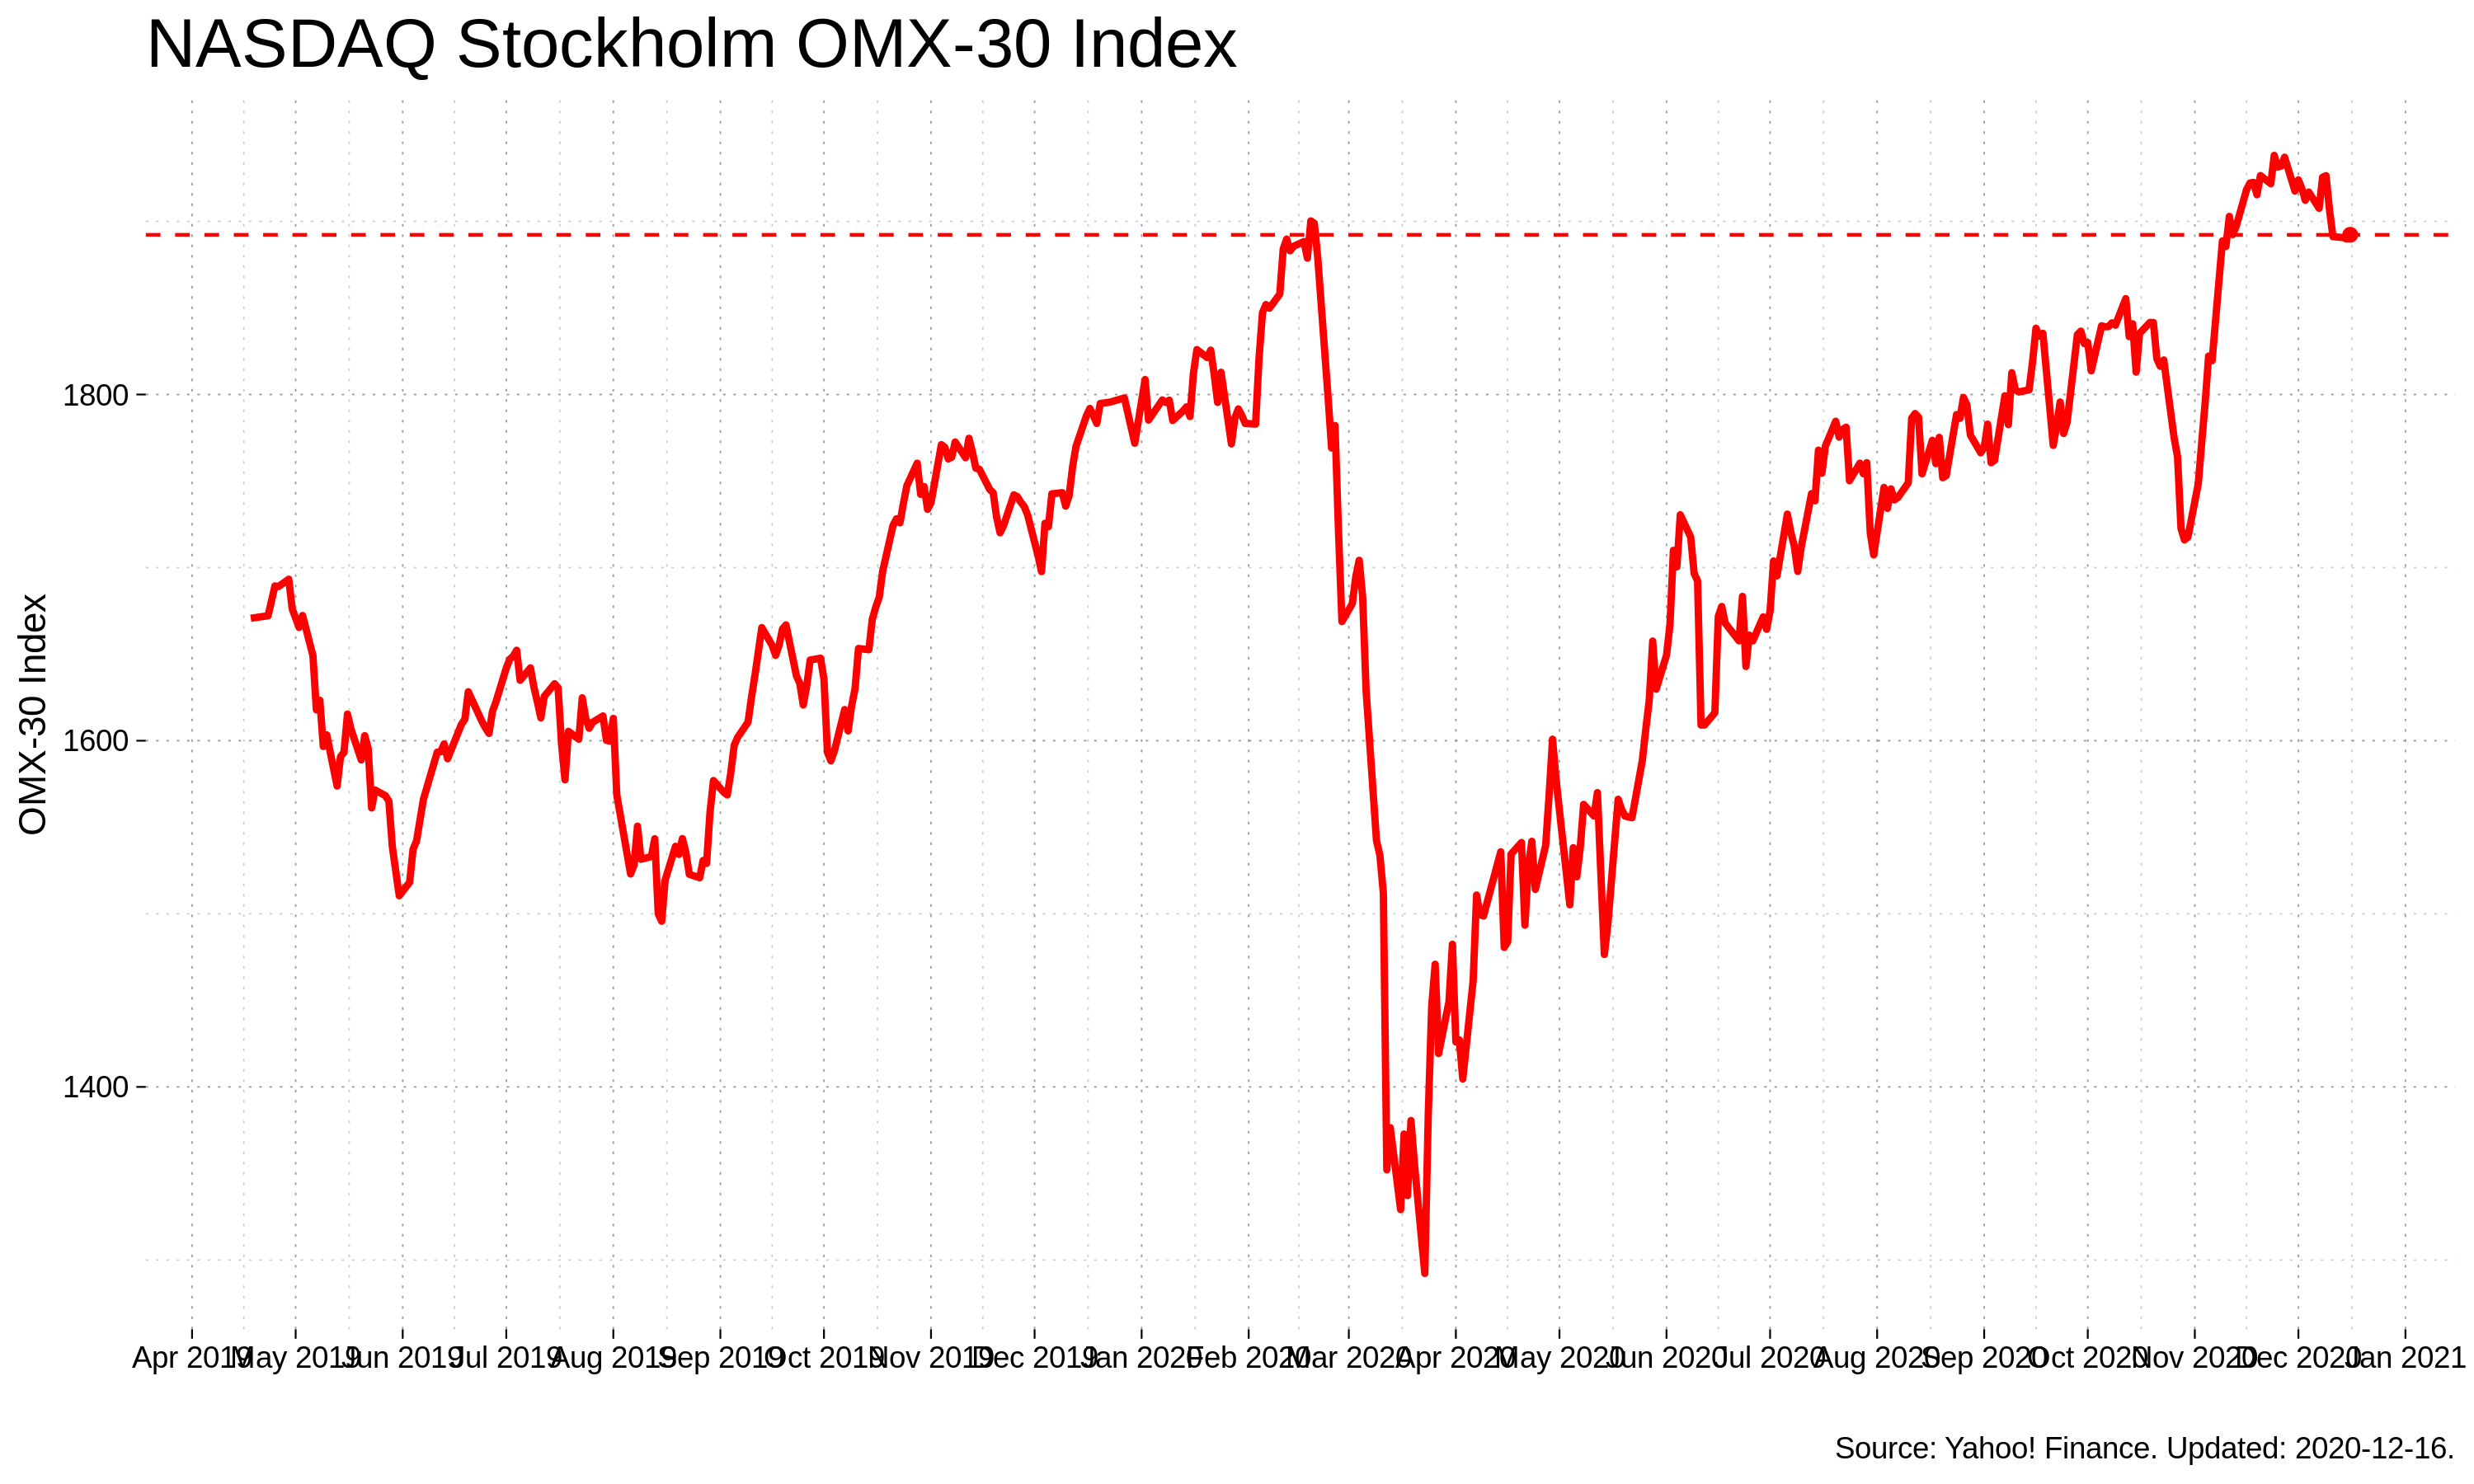 NASDAQ Stockholm OMX-30 Index
OMX-30 Index
1800
1600
1400
Apr 2019 May 2019 Jun 2019 Jul 2019 Aug 2019 Sep 2019 Oct 2019 Nov 2019 Dec 2019 Jan 2020 Feb 2020 Mar 2020 Apr 2020 May 2020 Jun 2020 Jul 2020 Aug 2020 Sep 2020 Oct 2020 Nov 2020 Dec 2020 Jan 2021
Source: Yahoo! Finance. Updated: 2020-12-16.